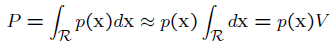 P = ∫_R p(x)dx ≈ p(x) ∫_R dx = p(x)V